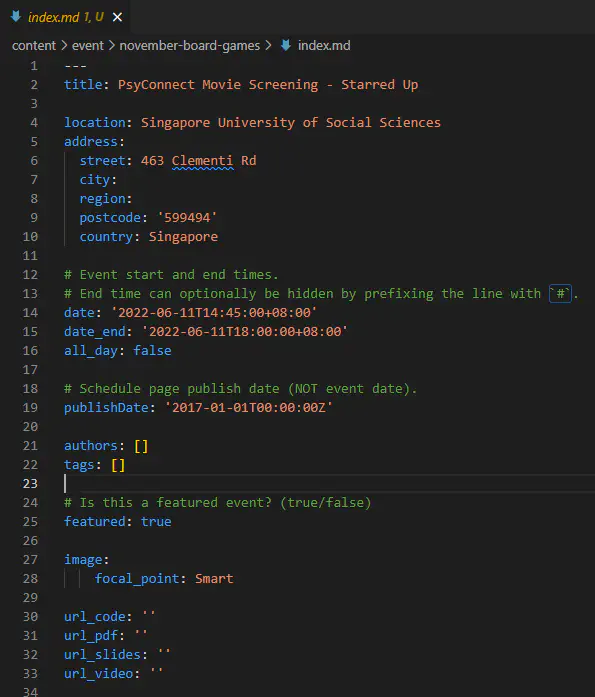 index.md 1, U
content > event > november-board-games > index.md
1 ---
2 title: PsyConnect Movie Screening - Starred Up
3
4 location: Singapore University of Social Sciences
5 address:
6   street: 463 Clementi Rd
7   city:
8   region:
9   postcode: '599494'
10   country: Singapore
11
12 # Event start and end times.
13 # End time can optionally be hidden by prefixing the line with `#`.
14 date: '2022-06-11T14:45:00+08:00'
15 date_end: '2022-06-11T18:00:00+08:00'
16 all_day: false
17
18 # Schedule page publish date (NOT event date).
19 publishDate: '2017-01-01T00:00:00Z'
20
21 authors: []
22 tags: []
23
24 # Is this a featured event? (true/false)
25 featured: true
26
27 image:
28     focal_point: Smart
29
30 url_code: ''
31 url_pdf: ''
32 url_slides: ''
33 url_video: ''
34